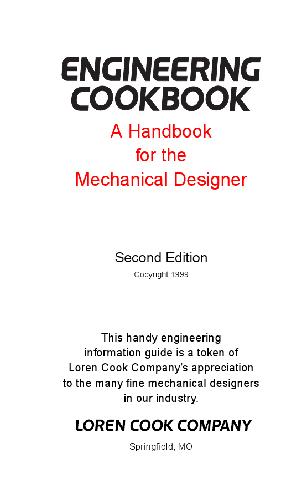 ENGINEERING
COOKBOOK
A Handbook
for the
Mechanical Designer
Second Edition
Copyright 1999
This handy engineering
information guide is a token of
Loren Cook Company's appreciation
to the many fine mechanical designers
in our industry.
LOREN COOK COMPANY
Springfield, MO